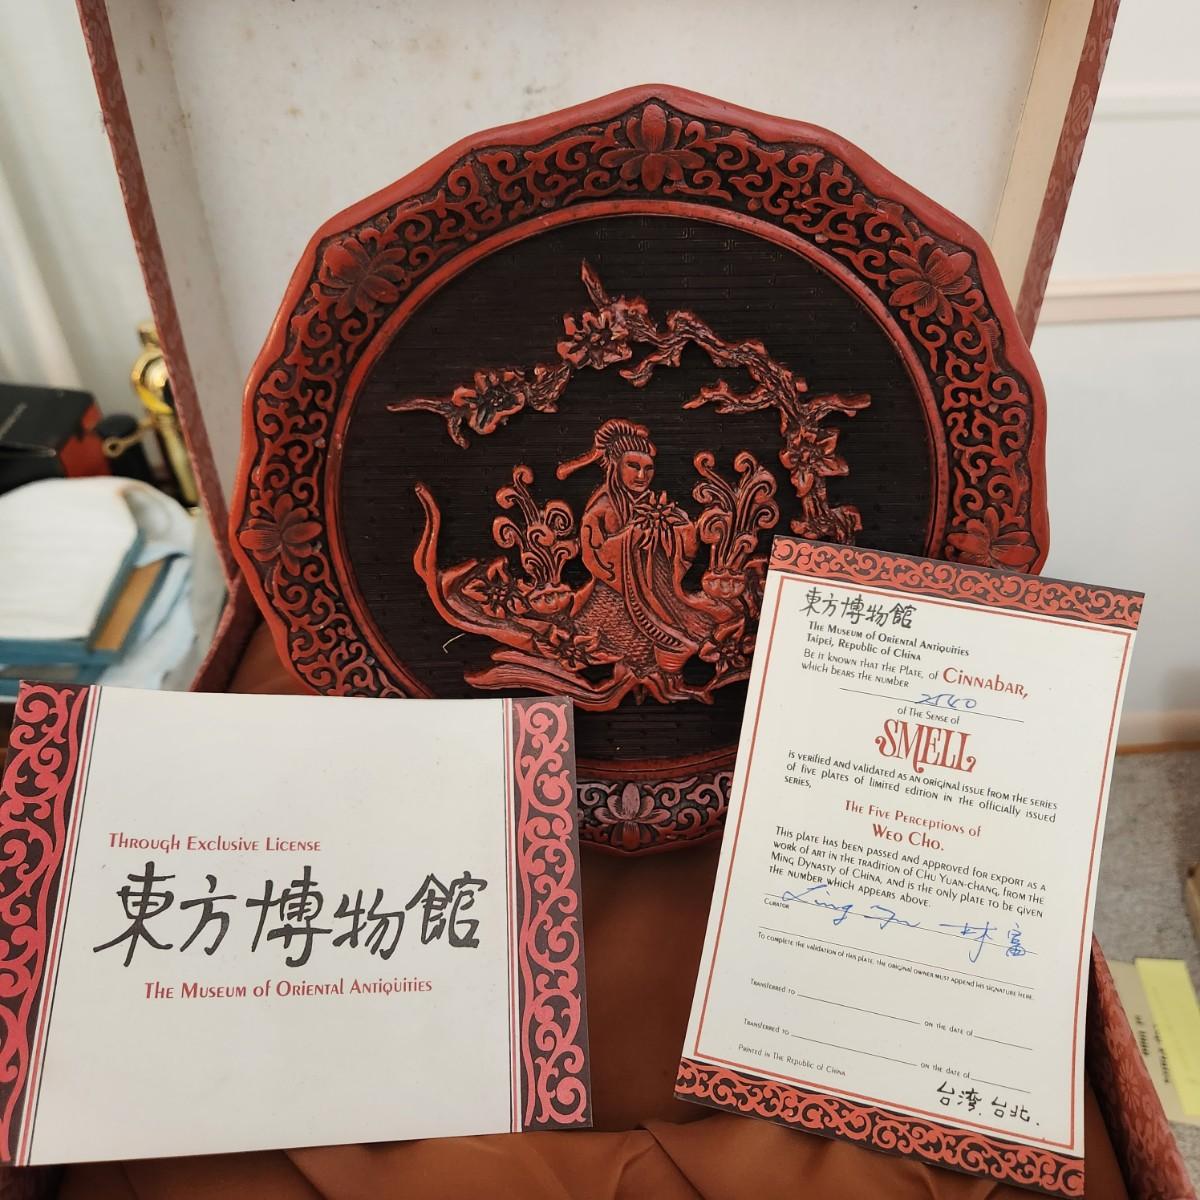 Through Exclusive License
東方博物館
The Museum of Oriental Antiquities
東方博物館
The Museum of Oriental Antiquities
Taipei, Republic of China
Be it known that the Plate, of Cinnabar,
which bears the number
2540
of The Sense of
SMELL
is verified and validated as an original issue from the series
of five plates of limited edition in the officially issued
series,
The Five Perceptions of
Weo Cho.
This plate has been passed and approved for export as a
work of art in the tradition of Chu Yuan-chang, from the
Ming Dynasty of China, and is the only plate to be given
the number which appears above.
Curator
To complete the validation of this plate, the original owner must append his signature here.
Transferred to on the date of
Transferred to on the date of
Printed in The Republic of China
台湾.台北.